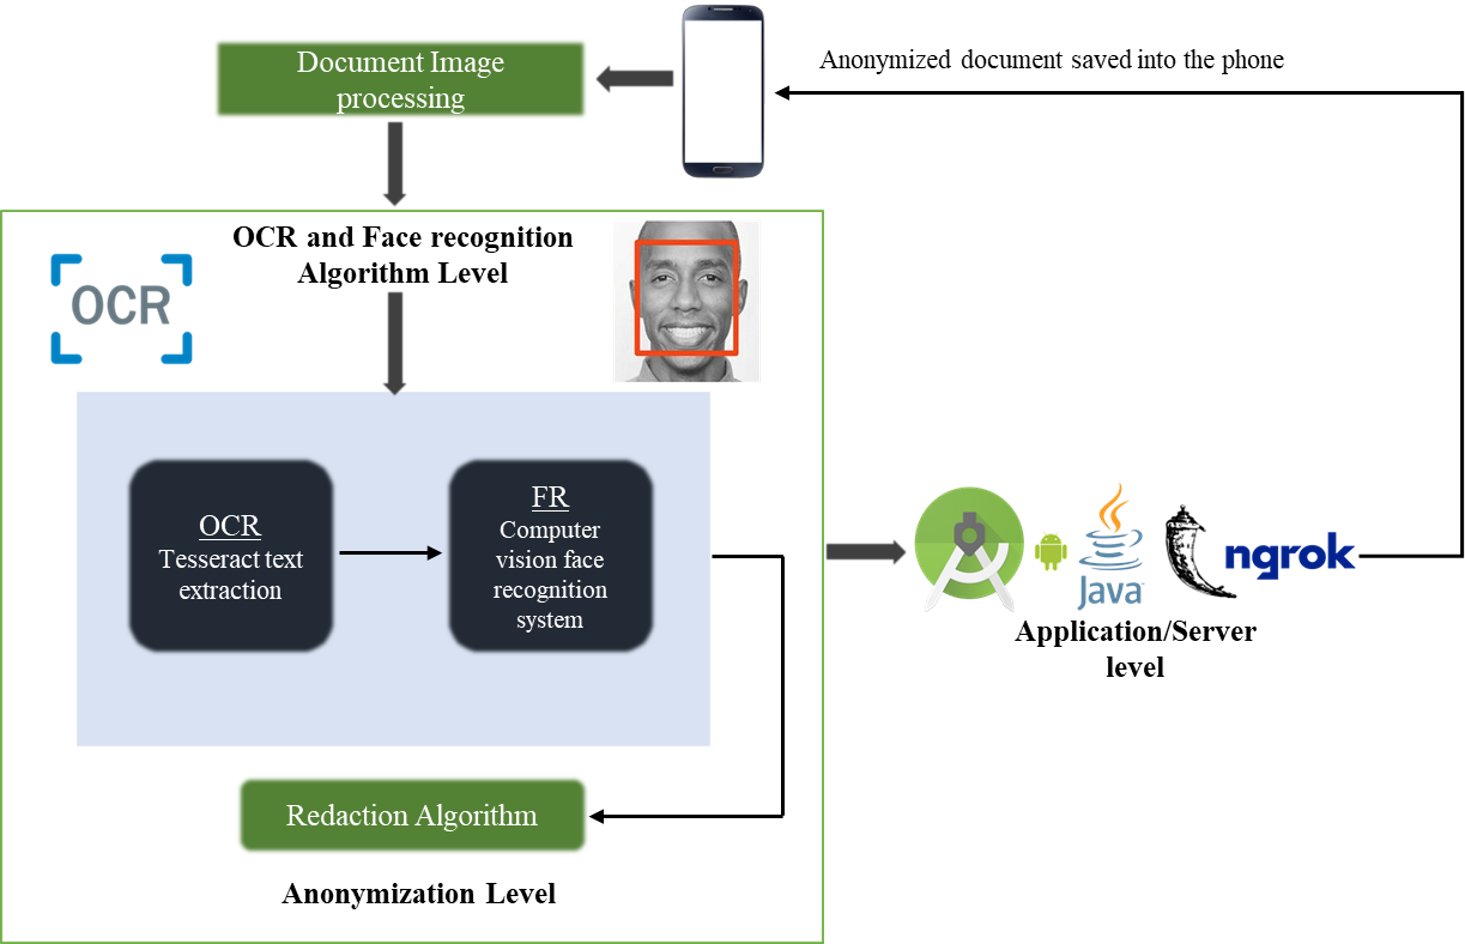 Document Image
processing
Anonymized document saved into the phone
OCR and Face recognition
Algorithm Level
OCR
OCR
Tesseract text
extraction
FR
Computer
vision face
recognition
system
Java
ngrok
Application/Server
level
Redaction Algorithm
Anonymization Level